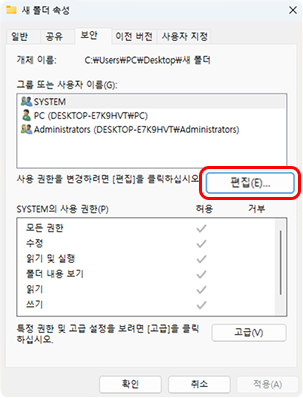 새 폴더 속성
일반 공유 보안 이전 버전 사용자 지정
개체 이름: C:₩Users₩PC₩Desktop₩새 폴더
그룹 또는 사용자 이름(G):
SYSTEM
PC (DESKTOP-E7K9HVT₩PC)
Administrators (DESKTOP-E7K9HVT₩Administrators)
사용 권한을 변경하려면 [편집]을 클릭하십시오. 편집(E)...
SYSTEM의 사용 권한(P) 허용 거부
모든 권한
수정
읽기 및 실행
폴더 내용 보기
읽기
쓰기
특정 권한 및 고급 설정을 보려면 [고급]을 클릭
하십시오. 고급(V)
확인 취소 적용(A)